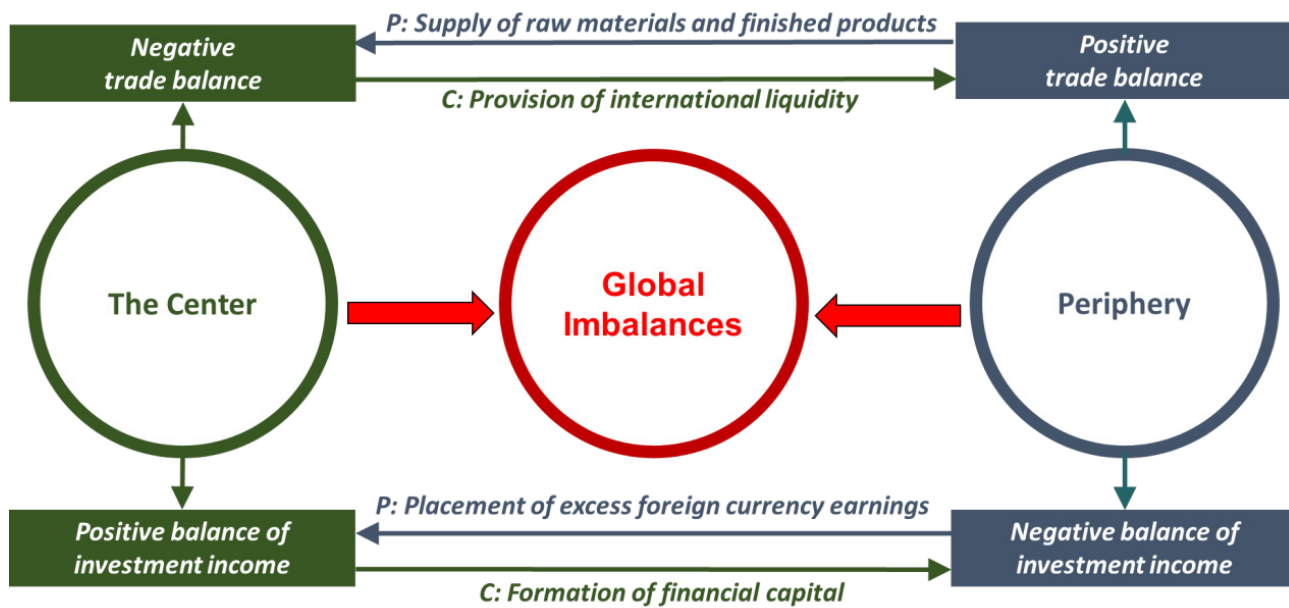 P: Supply of raw materials and finished products
Negative
trade balance
Positive
trade balance
C: Provision of international liquidity
The Center
Global
Imbalances
Periphery
P: Placement of excess foreign currency earnings
Positive balance of
investment income
Negative balance of
investment income
C: Formation of financial capital